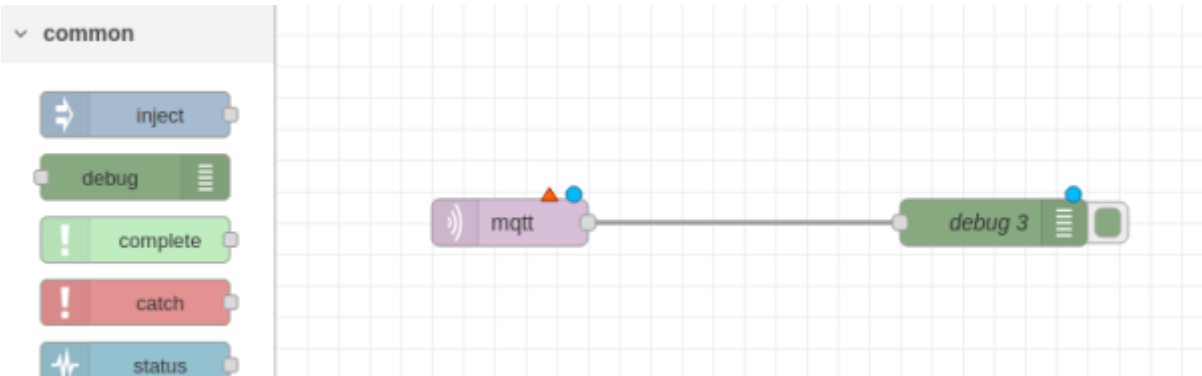 common
inject
debug
complete
catch
status
mqtt
debug 3